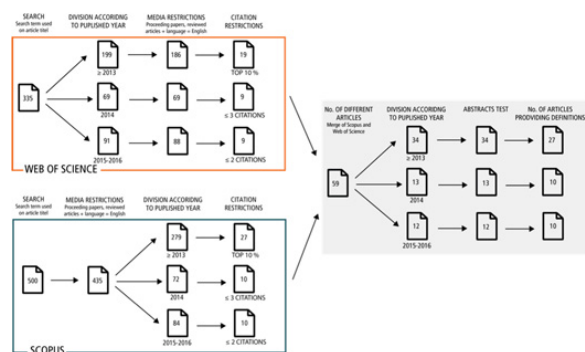 SEARCH
Search term used
on article titel
DIVISION ACCORDING
TO PUPLISHED YEAR
MEDIA RESTRICTIONS
Proceeding papers, reviewed
articles + language = English
CITATION
RESTRICTIONS
335
199
≥ 2013
186
19
TOP 10 %
69
2014
69
9
≤ 3 CITATIONS
91
2015-2016
88
9
≤ 2 CITATIONS
WEB OF SCIENCE
SEARCH
Search term used
on article titel
MEDIA RESTRICTIONS
Proceeding papers, reviewed
articles + language = English
DIVISION ACCORDING
TO PUPLISHED YEAR
CITATION
RESTRICTIONS
500
435
279
≥ 2013
27
TOP 10 %
72
2014
10
≤ 3 CITATIONS
84
2015-2016
10
≤ 2 CITATIONS
SCOPUS
No. OF DIFFERENT
ARTICLES
Merge of Scopus and
Web of Science
DIVISION ACCORDING
TO PUPLISHED YEAR
ABSTRACTS TEST
No. OF ARTICLES
PRODVIDING DEFINITIONS
59
34
≥ 2013
34
27
13
2014
13
10
12
2015-2016
12
10